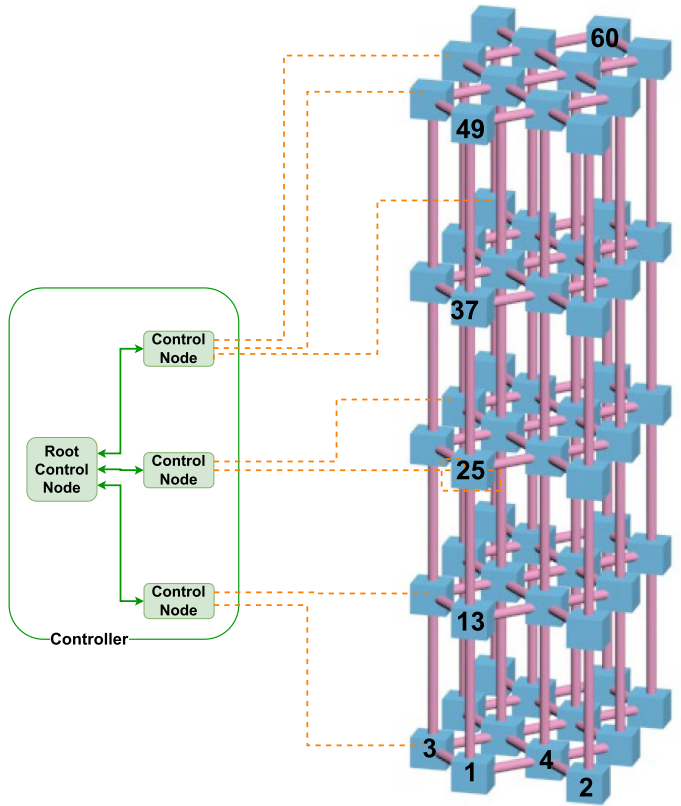 60
49
37
Control
Node
Root
Control
Node
Control
Node
25
Control
Node
13
Controller
3
4
1
2